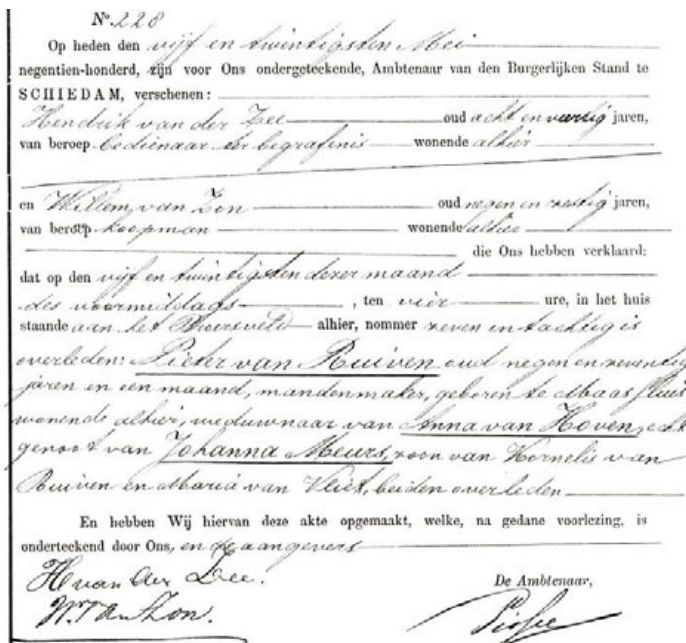 No. 228
Op heden den vijf en twintigsten Mei
negentien-honderd, zijn voor Ons ondergeteekende, Ambtenaar van den Burgerlijken Stand te
SCHIEDAM, verschenen:
Hendrik van der Zee oud acht en veertig jaren,
van beroep bedienaar ter begrafenis wonende alhier
en Willem van Zon oud negen en zestig jaren,
van beroep koopman wonende alhier
die Ons hebben verklaard:
dat op den vijf en twintigsten dezer maand
des voormiddags, ten vier ure, in het huis
staande aan het Broersveld alhier, nommer zeven en tachtig is
overleden: Pieter van Ruiven, oud negen en zeventig
jaren en een maand, mandenmaker, geboren te Maassluis
wonende alhier, weduwnaar van Anna van Hoven, echt
genoot van Johanna Meurs, zoon van Kornelis van
Ruiven en Maria van Vliet, beiden overleden
En hebben Wij hiervan deze akte opgemaakt, welke, na gedane voorlezing, is
onderteekend door Ons, en de aangevers
H van der Zee.
De Ambtenaar,
W. van Zon.